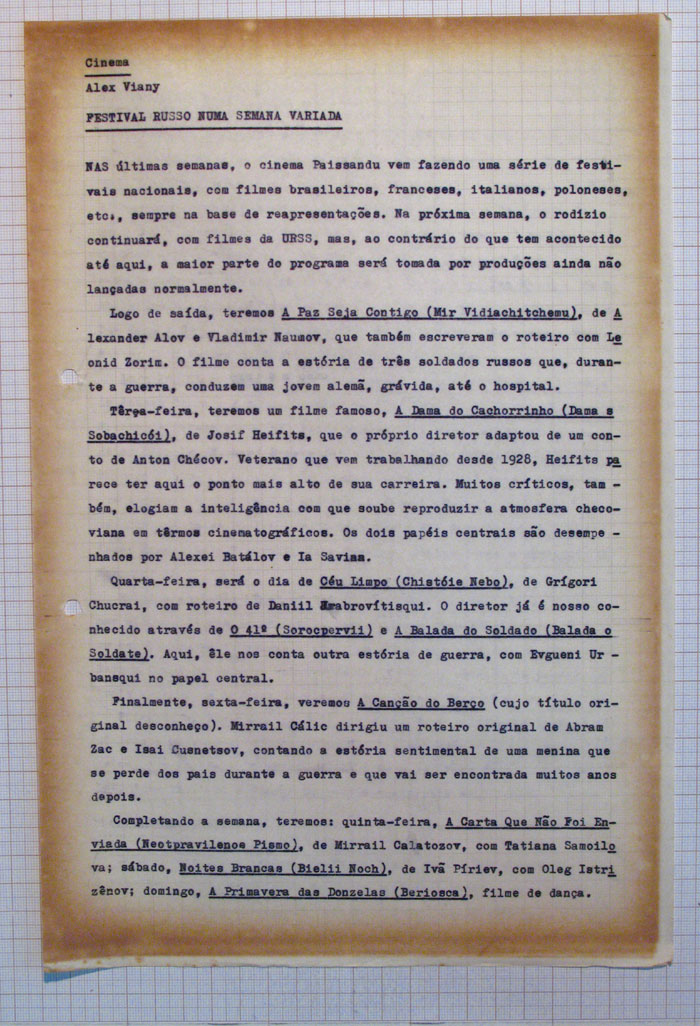 Cinema
Alex Viany
FESTIVAL RUSSO NUMA SEMANA VARIADA
NAS últimas semanas, o cinema Paissandu vem fazendo uma série de festi-
vais nacionais, com filmes brasileiros, franceses, italianos, poloneses,
etc., sempre na base de reapresentações. Na próxima semana, o rodízio
continuará, com filmes da URSS, mas, ao contrário do que tem acontecido
até aqui, a maior parte do programa será tomada por produções ainda não
lançadas normalmente.
Logo de saída, teremos A Paz Seja Contigo (Mir Vidiachitchemu), de A
lexander Alov e Vladimir Naumov, que também escreveram o roteiro com Le
onid Zorim. O filme conta a estória de três soldados russos que, duran-
te a guerra, conduzem uma jovem alemã, grávida, até o hospital.
Têrça-feira, teremos um filme famoso, A Dama do Cachorrinho (Dama s
Sobachicói), de Josif Heifits, que o próprio diretor adaptou de um con-
to de Anton Chécov. Veterano que vem trabalhando desde 1928, Heifits pa
rece ter aqui o ponto mais alto de sua carreira. Muitos críticos, tam -
bém, elogiam a inteligência com que soube reproduzir a atmosfera checo-
viana em têrmos cinematográficos. Os dois papéis centrais são desempe -
nhados por Alexei Batálov e Ia Savina.
Quarta-feira, será o dia de Céu Limpo (Chistóie Nebo), de Grígori
Chucrai, com roteiro de Daniil Mrabrovítisqui. O diretor já é nosso co-
nhecido através de O 41º (Sorocpervii) e A Balada do Soldado (Balada o
Soldate). Aqui, êle nos conta outra estória de guerra, com Evgueni Ur -
bansqui no papel central.
Finalmente, sexta-feira, veremos A Canção do Berço (cujo título ori-
ginal desconheço). Mirrail Cálic dirigiu um roteiro original de Abram
Zac e Isai Cusnetsov, contando a estória sentimental de uma menina que
se perde dos pais durante a guerra e que vai ser encontrada muitos anos
depois.
Completando a semana, teremos: quinta-feira, A Carta Que Não Foi En-
viada (Neotpravilenoe Pismo), de Mirrail Calatozov, com Tatiana Samoilo
va; sábado, Noites Brancas (Bielii Noch), de Ivã Píriev, com Oleg Istri
zênov; domingo, A Primavera das Donzelas (Beriosca), filme de dança.